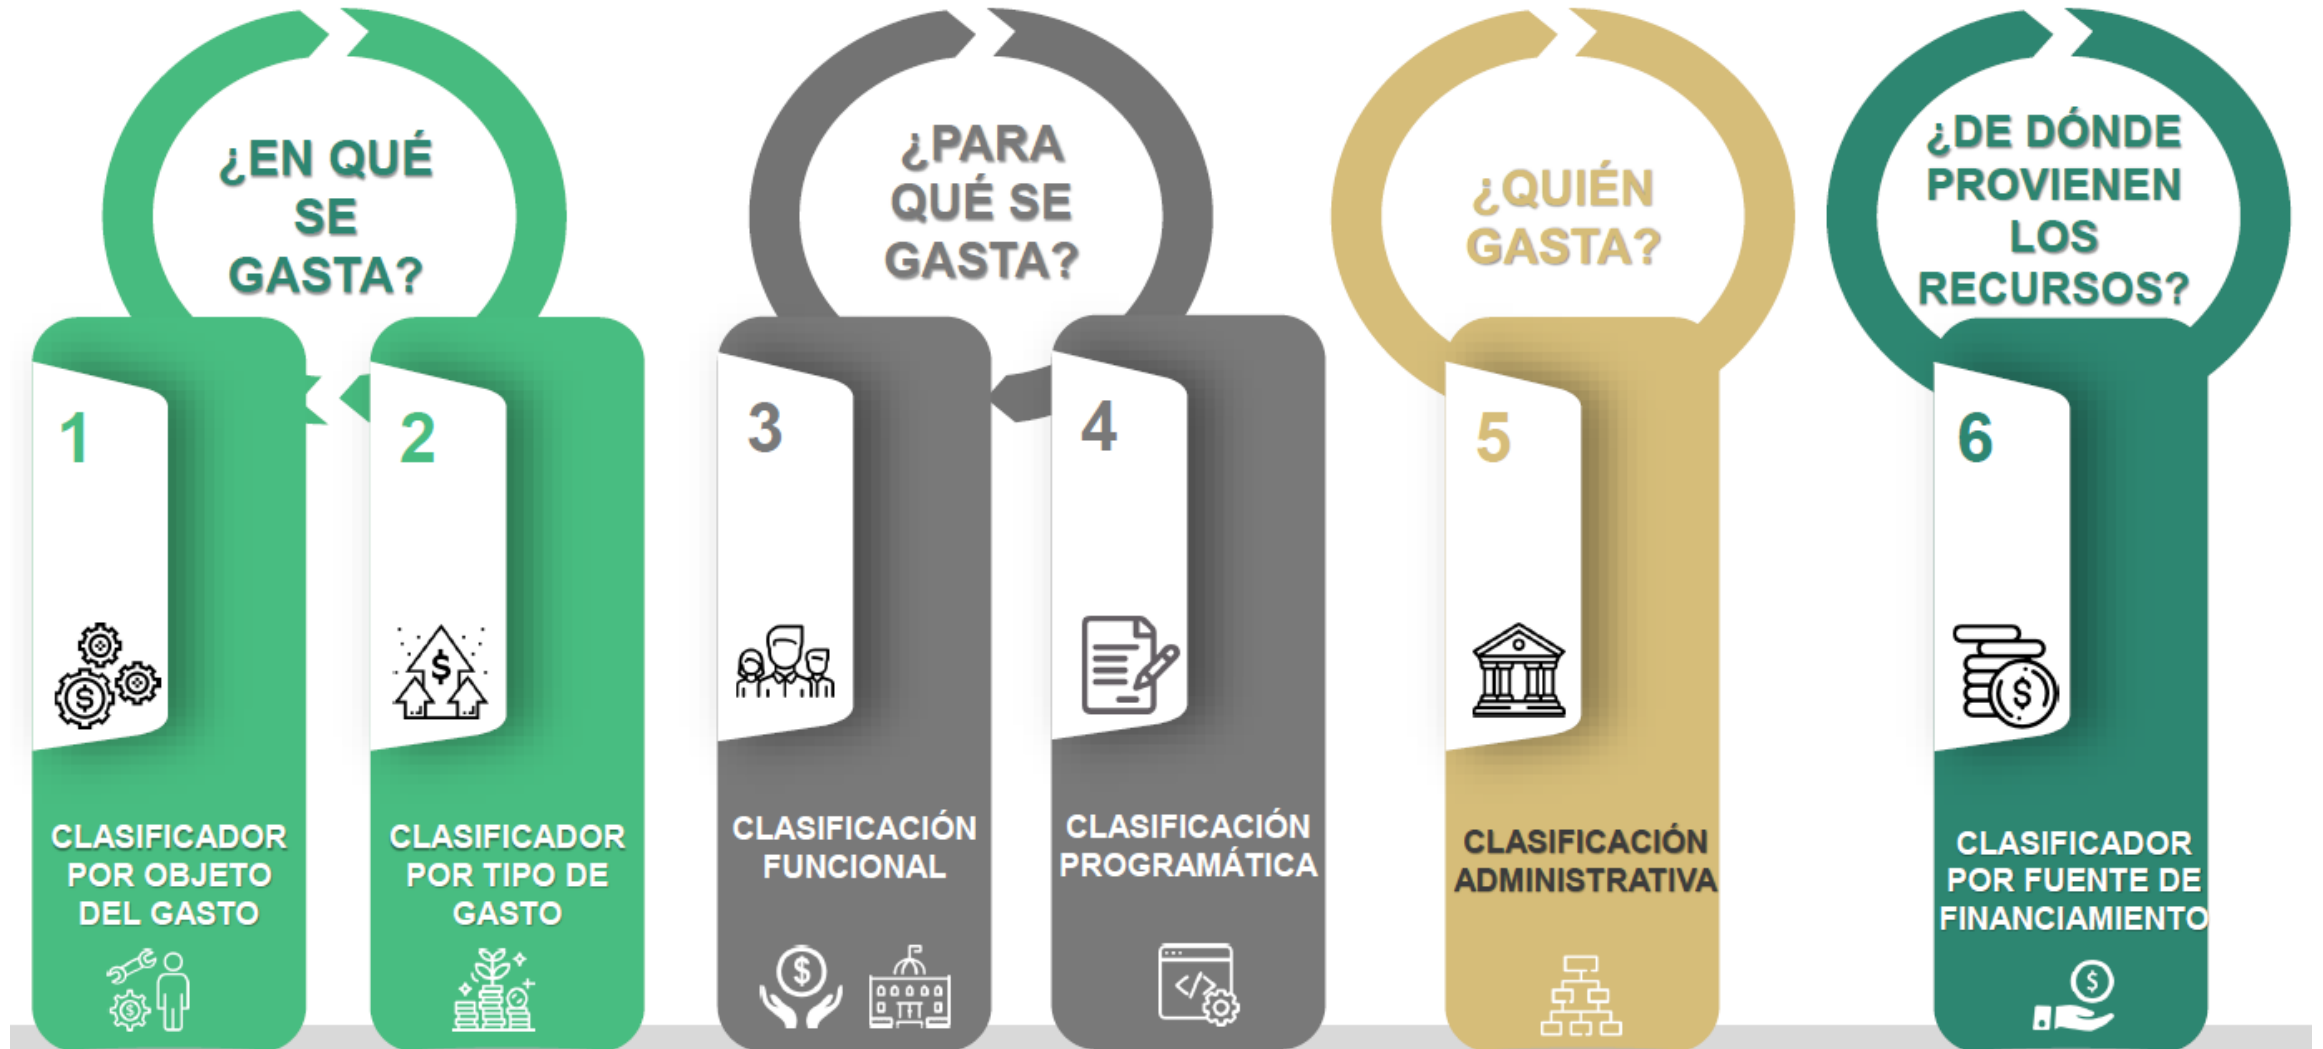 ¿EN QUÉ
SE
GASTA?
1
CLASIFICADOR
POR OBJETO
DEL GASTO
$
$
2
$
CLASIFICADOR
POR TIPO DE
GASTO
¿PARA
QUÉ SE
GASTA?
3
CLASIFICACIÓN
FUNCIONAL
$
4
CLASIFICACIÓN
PROGRAMÁTICA
</>
¿QUIÉN
GASTA?
5
CLASIFICACIÓN
ADMINISTRATIVA
¿DE DÓNDE
PROVIENEN
LOS
RECURSOS?
6
$
CLASIFICADOR
POR FUENTE DE
FINANCIAMIENTO
$